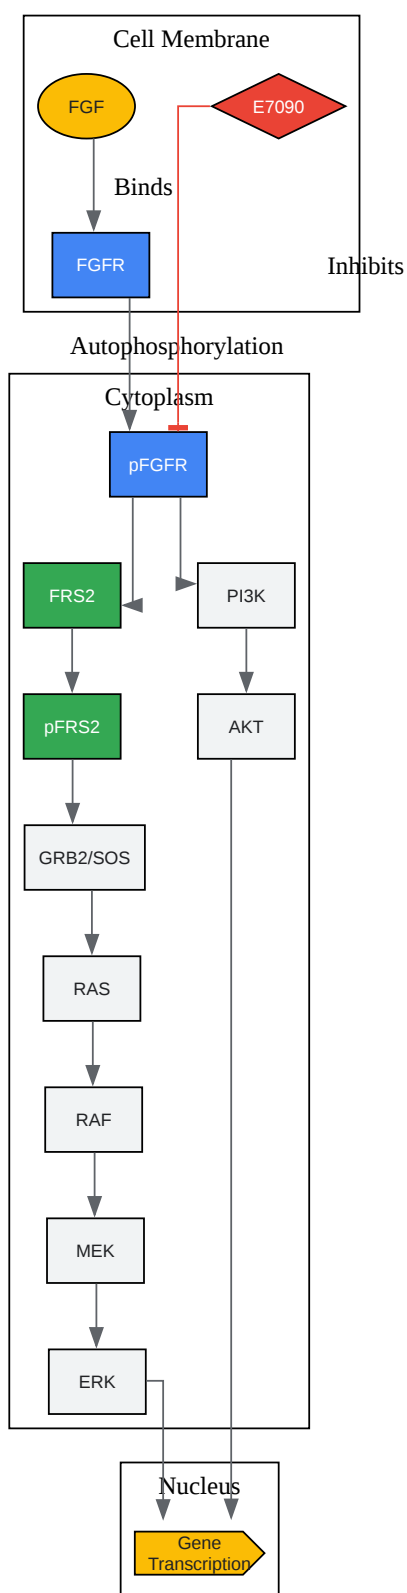 Cell Membrane
FGF
E7090
Binds
FGFR
Inhibits
Autophosphorylation
Cytoplasm
pFGFR
FRS2
PI3K
pFRS2
AKT
GRB2/SOS
RAS
RAF
MEK
ERK
Nucleus
Gene
Transcription